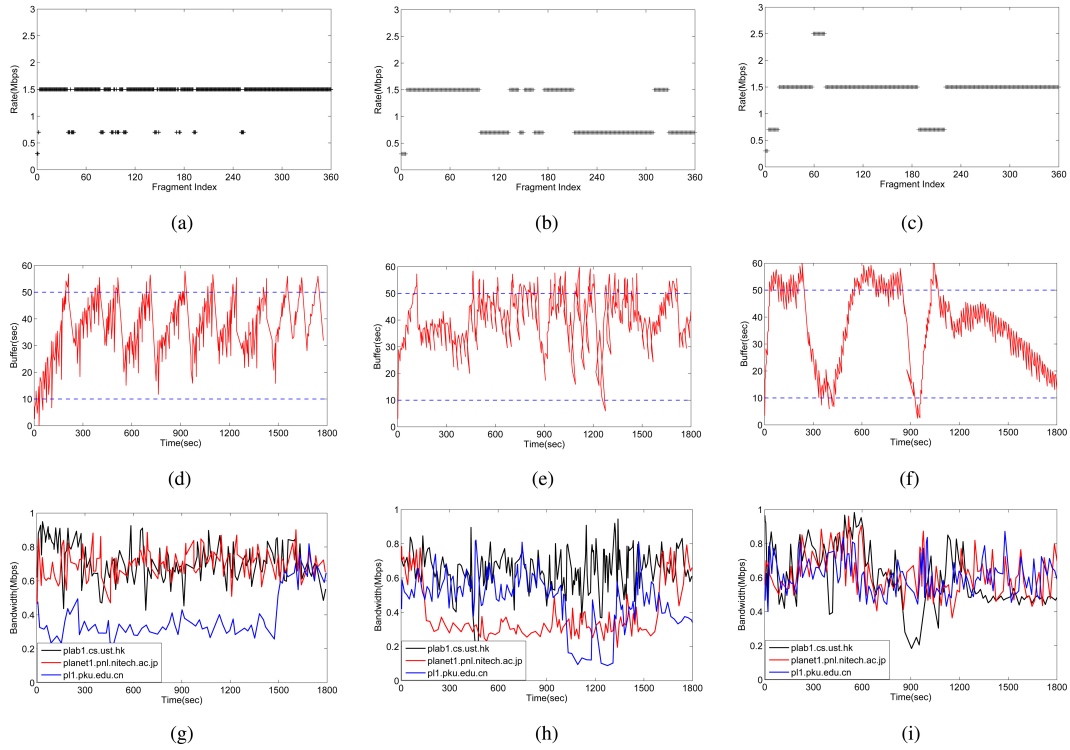 3
2.5
2
1.5
1
0.5
0
Rate(Mbps)
0 60 120 180 240 300 360
Fragment Index
(a)
3
2.5
2
1.5
1
0.5
0
Rate(Mbps)
0 60 120 180 240 300 360
Fragment Index
(b)
3
2.5
2
1.5
1
0.5
0
Rate(Mbps)
0 60 120 180 240 300 360
Fragment Index
(c)
60
50
40
30
20
10
0
Buffer(sec)
0 300 600 900 1200 1500 1800
Time(sec)
(d)
60
50
40
30
20
10
0
Buffer(sec)
0 300 600 900 1200 1500 1800
Time(sec)
(e)
60
50
40
30
20
10
0
Buffer(sec)
0 300 600 900 1200 1500 1800
Time(sec)
(f)
1
0.8
0.6
0.4
0.2
0
Bandwidth(Mbps)
plab1.cs.ust.hk
planet1.pnl.nitech.ac.jp
pl1.pku.edu.cn
0 300 600 900 1200 1500 1800
Time(sec)
(g)
1
0.8
0.6
0.4
0.2
0
Bandwidth(Mbps)
plab1.cs.ust.hk
planet1.pnl.nitech.ac.jp
pl1.pku.edu.cn
0 300 600 900 1200 1500 1800
Time(sec)
(h)
1
0.8
0.6
0.4
0.2
0
Bandwidth(Mbps)
plab1.cs.ust.hk
planet1.pnl.nitech.ac.jp
pl1.pku.edu.cn
0 300 600 900 1200 1500 1800
Time(sec)
(i)